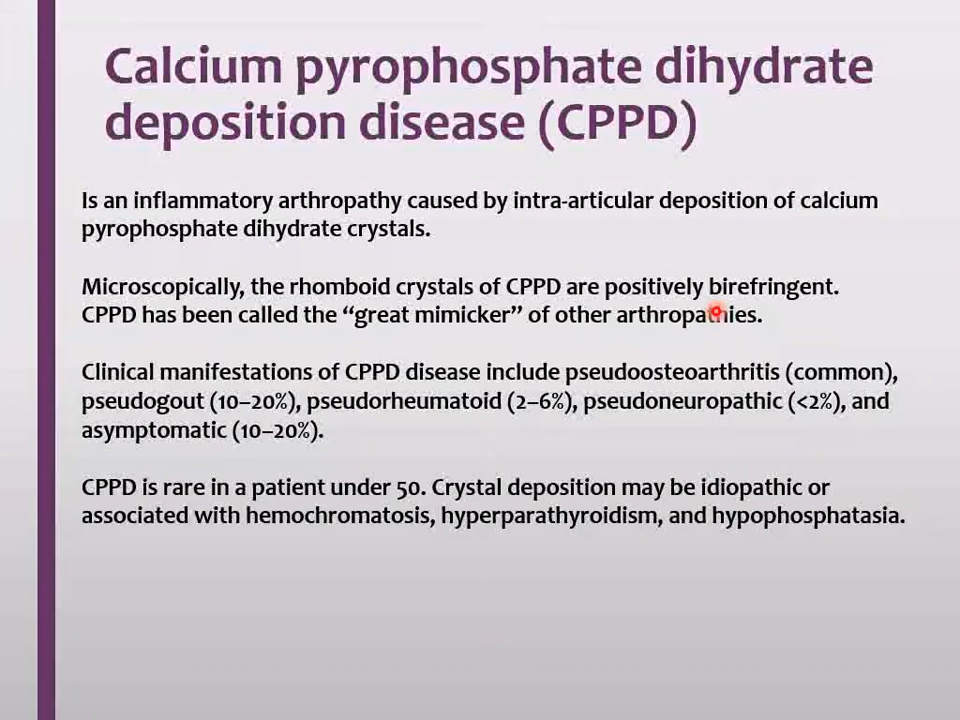 Calcium pyrophosphate dihydrate
deposition disease (CPPD)
Is an inflammatory arthropathy caused by intra-articular deposition of calcium
pyrophosphate dihydrate crystals.
Microscopically, the rhomboid crystals of CPPD are positively birefringent.
CPPD has been called the “great mimicker” of other arthropathies.
Clinical manifestations of CPPD disease include pseudoosteoarthritis (common),
pseudogout (10–20%), pseudorheumatoid (2–6%), pseudoneuropathic (<2%), and
asymptomatic (10–20%).
CPPD is rare in a patient under 50. Crystal deposition may be idiopathic or
associated with hemochromatosis, hyperparathyroidism, and hypophosphatasia.